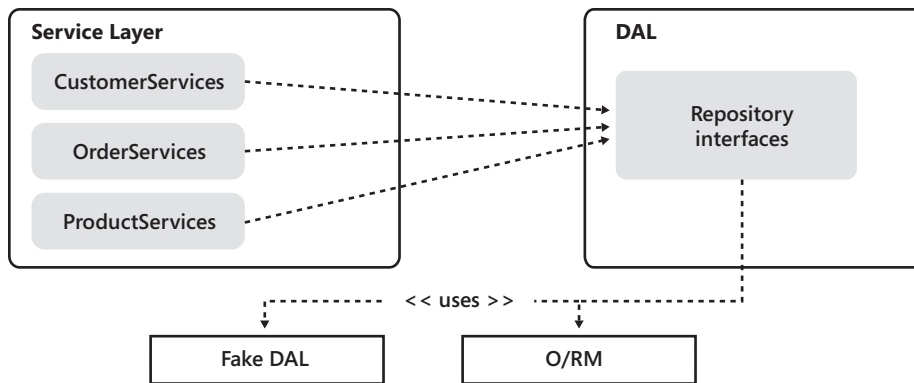 Service Layer
CustomerServices
OrderServices
ProductServices
DAL
Repository
interfaces
<< uses >>
Fake DAL
O/RM